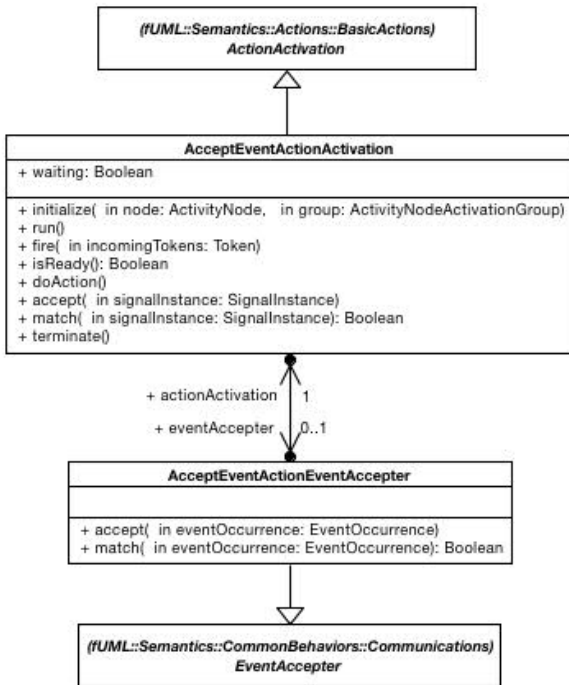 (fUML::Semantics::Actions::BasicActions)
ActionActivation
AcceptEventActionActivation
+ waiting: Boolean
+ initialize( in node: ActivityNode, in group: ActivityNodeActivationGroup)
+ run()
+ fire( in incomingTokens: Token)
+ isReady(): Boolean
+ doAction()
+ accept( in signalInstance: SignalInstance)
+ match( in signalInstance: SignalInstance): Boolean
+ terminate()
+ actionActivation 1
+ eventAccepter 0..1
AcceptEventActionEventAccepter
+ accept( in eventOccurrence: EventOccurrence)
+ match( in eventOccurrence: EventOccurrence): Boolean
(fUML::Semantics::CommonBehaviors::Communications)
EventAccepter